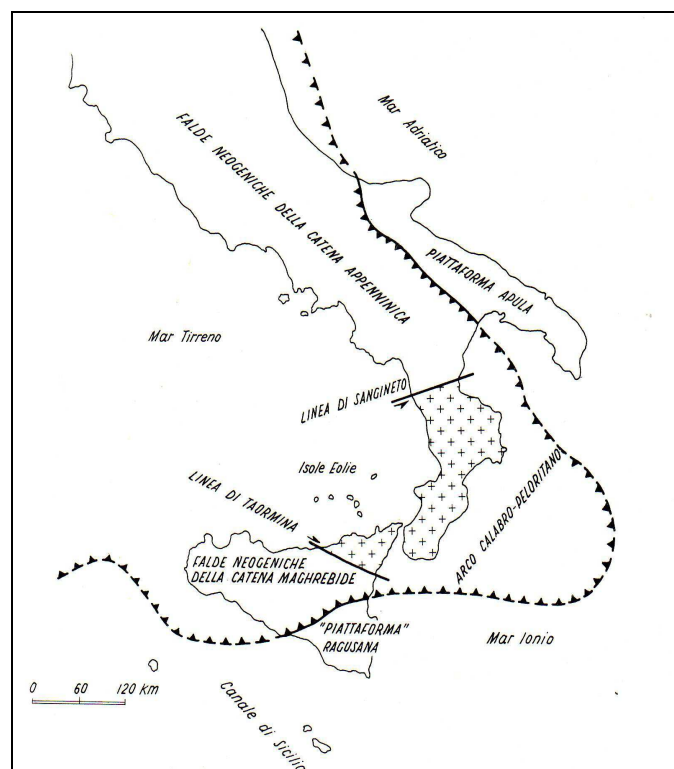 Mar Adriatico
FALDE NEOGENICHE DELLA CATENA APPENNINICA
PIATTAFORMA APULA
Mar Tirreno
LINEA DI SANGINETO
Isole Eolie
LINEA DI TAORMINA
ARCO CALABRO-PELORITANO
FALDE NEOGENICHE
DELLA CATENA MAGHREBIDE
"PIATTAFORMA"
RAGUSANA
Mar Ionio
0 60 120 km
Canale di Sicilia